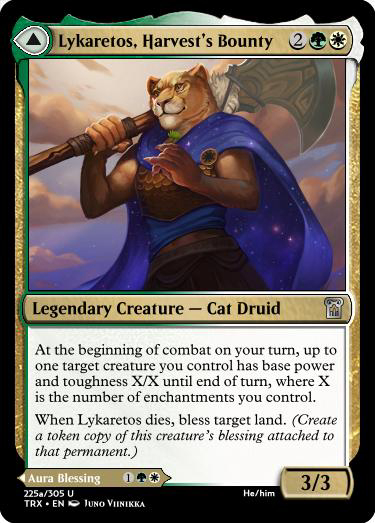 Lykaretos, Harvest's Bounty 2
Legendary Creature — Cat Druid
At the beginning of combat on your turn, up to
one target creature you control has base power
and toughness X/X until end of turn, where X
is the number of enchantments you control.
When Lykaretos dies, bless target land. (Create
a token copy of this creature's blessing attached to
that permanent.)
Aura Blessing 1
3/3
225a/305 U
He/him
TRX • EN Juno Viinikka